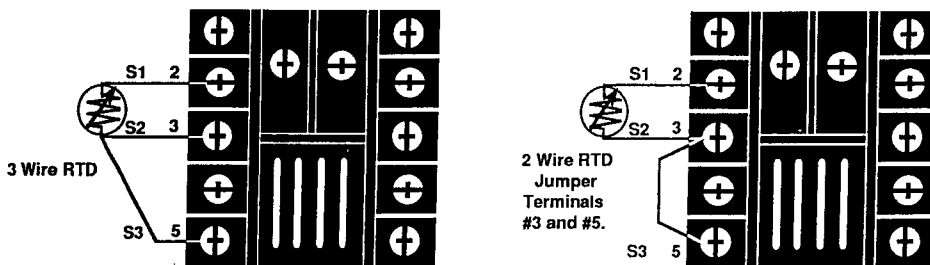 S1 2
S2 3
3 Wire RTD
S3 5
S1 2
S2 3
2 Wire RTD
Jumper
Terminals
#3 and #5.
S3 5